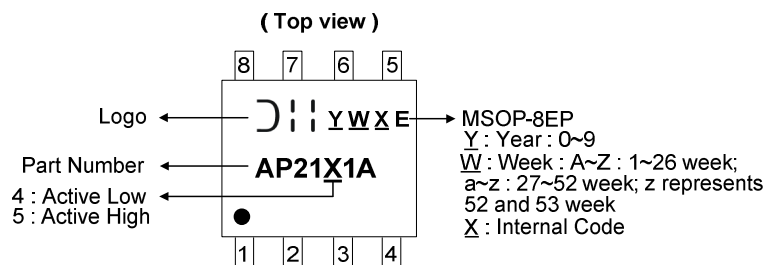 ( Top view )
8 7 6 5
Logo
Y W X E
MSOP-8EP
Y : Year : 0~9
W : Week : A~Z : 1~26 week;
a~z : 27~52 week; z represents
52 and 53 week
X : Internal Code
Part Number
AP21X1A
4 : Active Low
5 : Active High
1 2 3 4